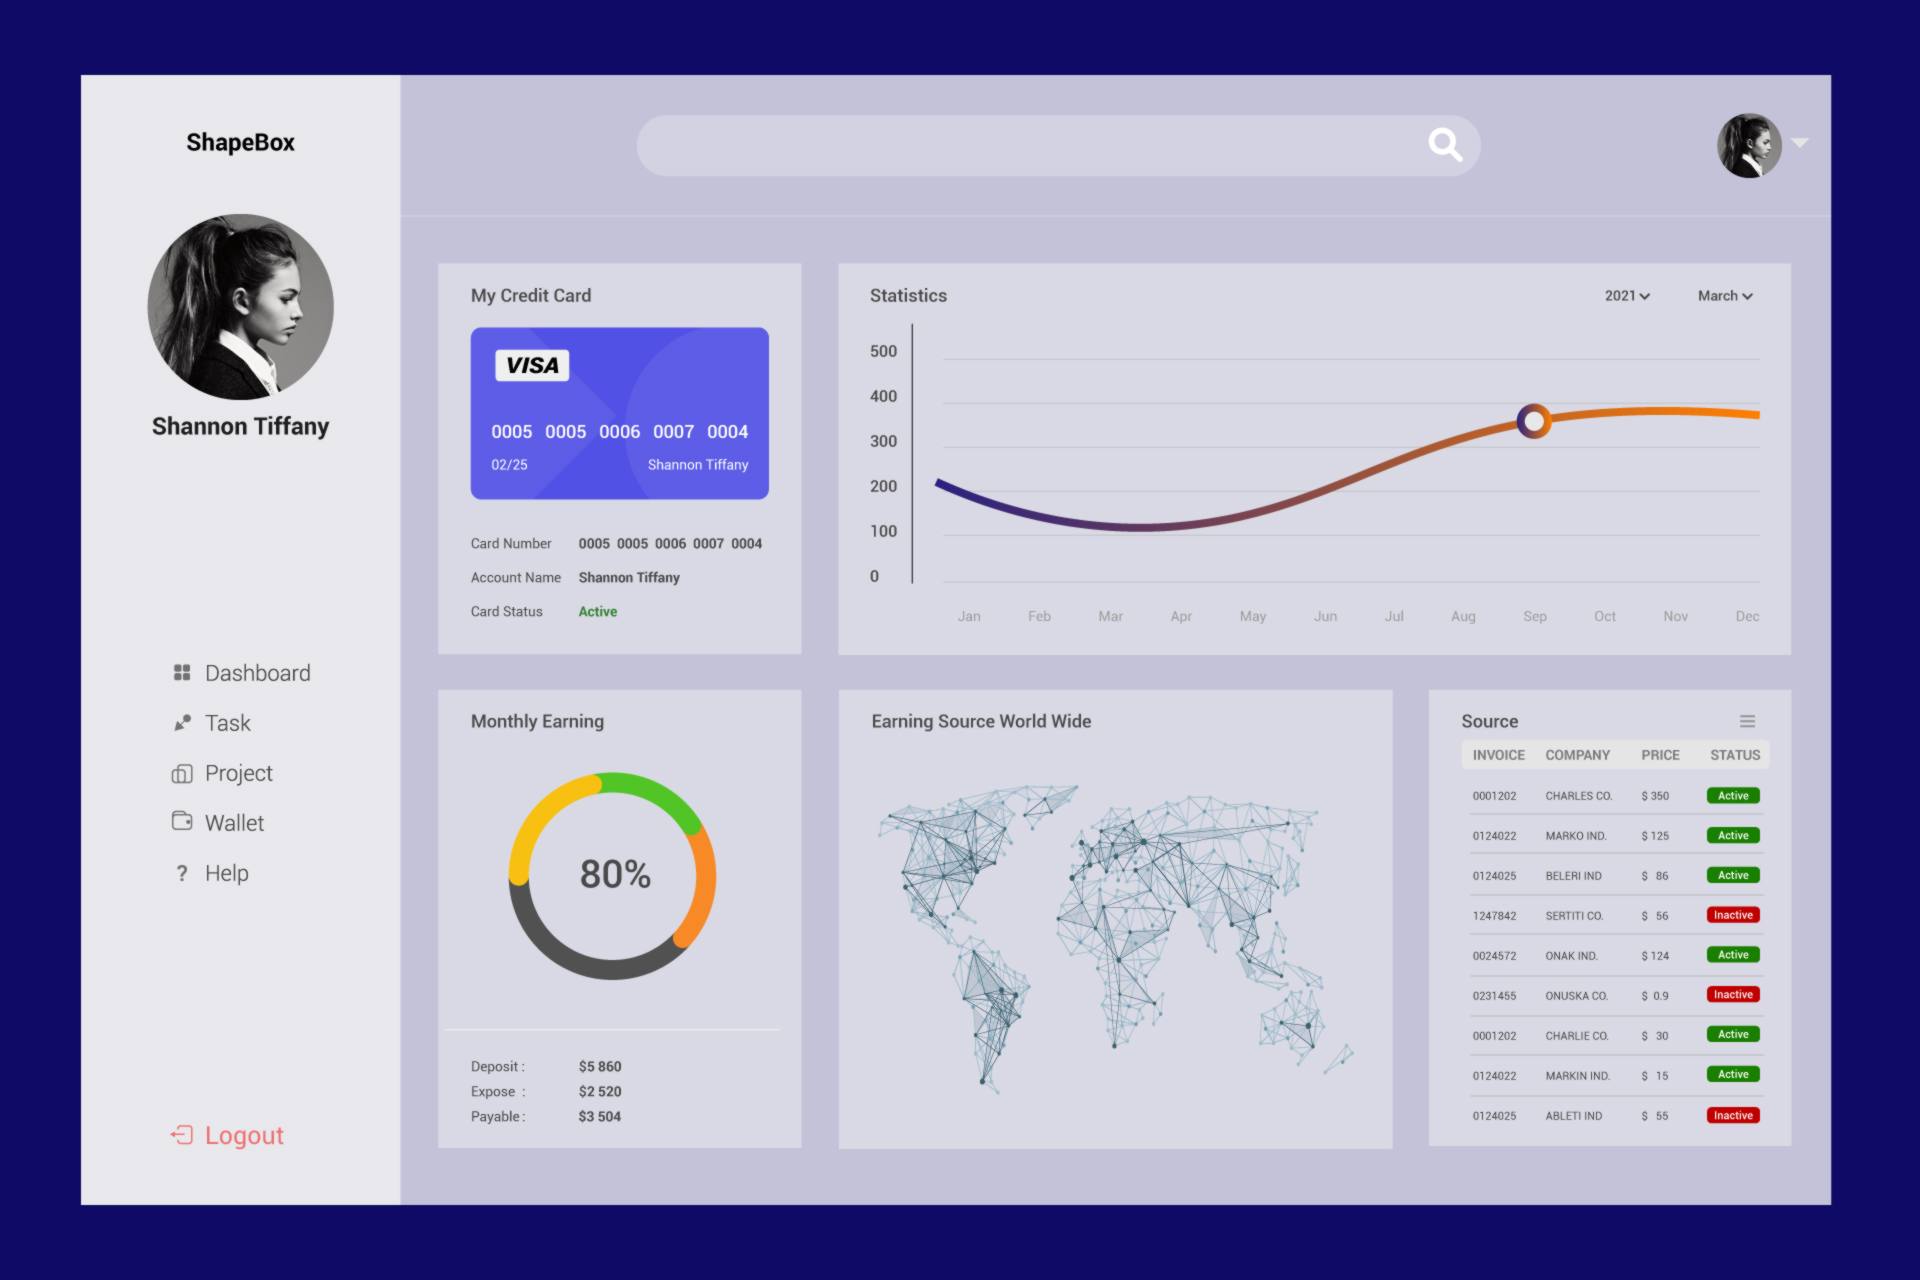 ShapeBox
Shannon Tiffany
Dashboard
Task
Project
Wallet
? Help
Logout
My Credit Card
VISA
0005 0005 0006 0007 0004
02/25 Shannon Tiffany
Card Number 0005 0005 0006 0007 0004
Account Name Shannon Tiffany
Card Status Active
Statistics 2021 March
500
400
300
200
100
0
Jan Feb Mar Apr May Jun Jul Aug Sep Oct Nov Dec
Monthly Earning
80%
Deposit : $5 860
Expose : $2 520
Payable : $3 504
Earning Source World Wide
Source
INVOICE COMPANY PRICE STATUS
0001202 CHARLES CO. $ 350 Active
0124022 MARKO IND. $ 125 Active
0124025 BELERI IND $ 86 Active
1247842 SERTITI CO. $ 56 Inactive
0024572 ONAK IND. $ 124 Active
0231455 ONUSKA CO. $ 0.9 Inactive
0001202 CHARLIE CO. $ 30 Active
0124022 MARKIN IND. $ 15 Active
0124025 ABLETI IND $ 55 Inactive